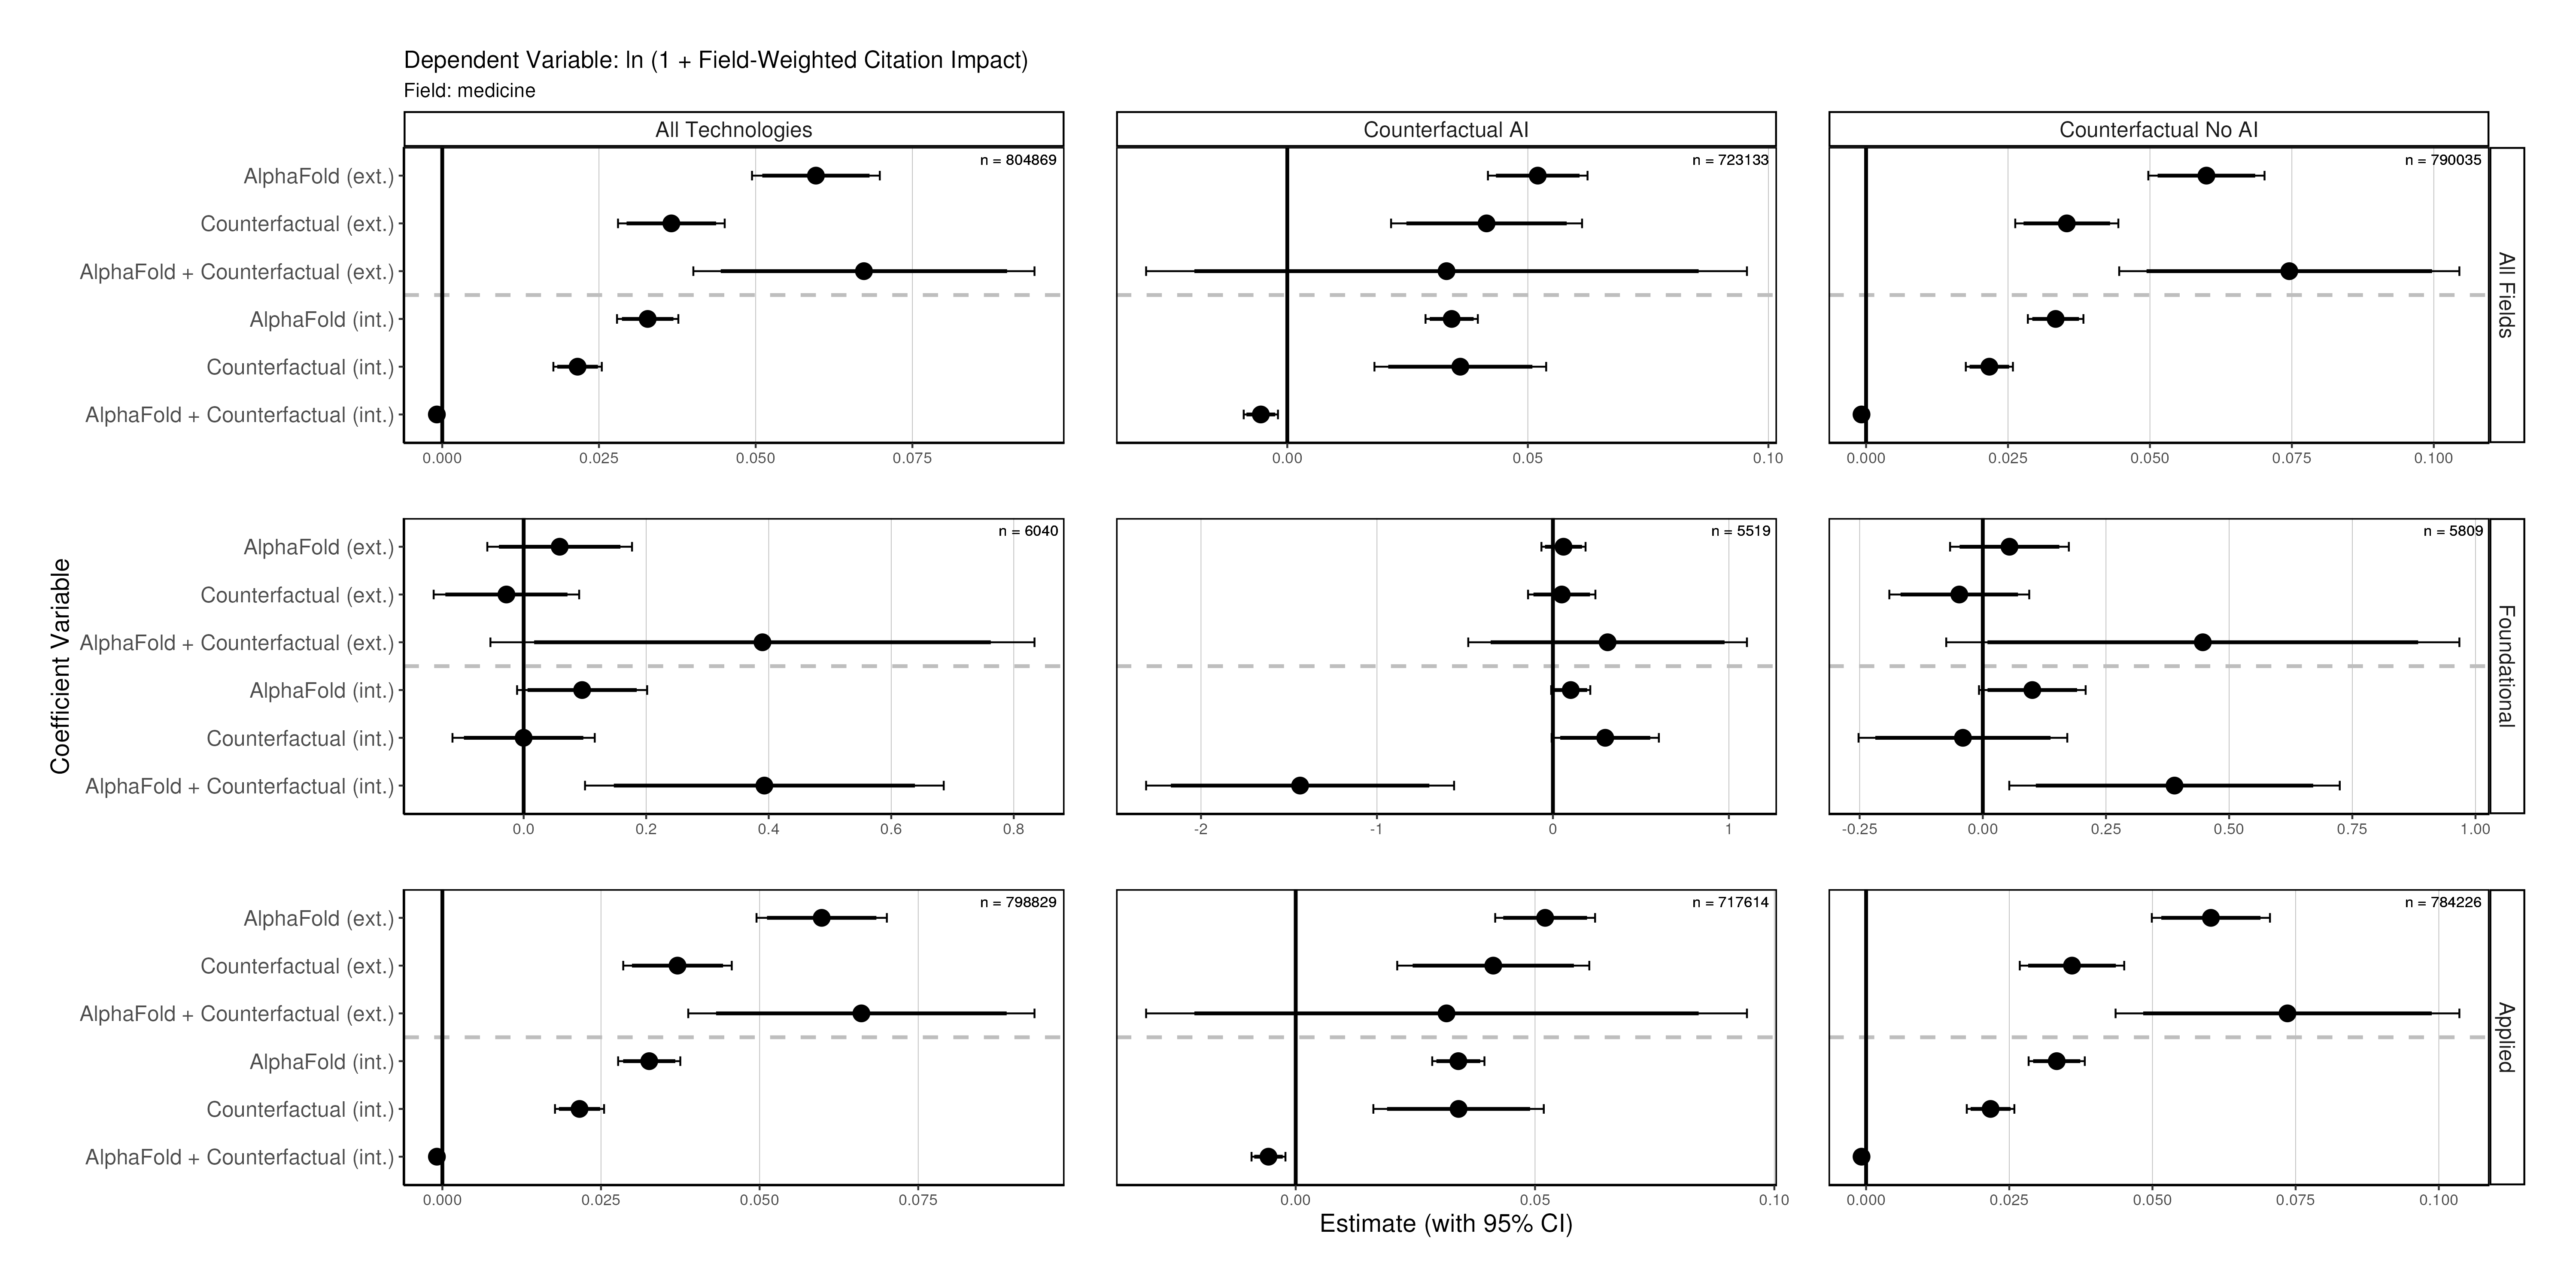 Dependent Variable: ln (1 + Field-Weighted Citation Impact)
Field: medicine
All Technologies
Counterfactual AI
Counterfactual No AI
n = 804869
n = 723133
n = 790035
AlphaFold (ext.)
Counterfactual (ext.)
AlphaFold + Counterfactual (ext.)
AlphaFold (int.)
Counterfactual (int.)
AlphaFold + Counterfactual (int.)
All Fields
0.000 0.025 0.050 0.075
0.00 0.05 0.10
0.000 0.025 0.050 0.075 0.100
n = 6040
n = 5519
n = 5809
AlphaFold (ext.)
Counterfactual (ext.)
AlphaFold + Counterfactual (ext.)
AlphaFold (int.)
Counterfactual (int.)
AlphaFold + Counterfactual (int.)
Foundational
Coefficient Variable
0.0 0.2 0.4 0.6 0.8
-2 -1 0 1
-0.25 0.00 0.25 0.50 0.75 1.00
n = 798829
n = 717614
n = 784226
AlphaFold (ext.)
Counterfactual (ext.)
AlphaFold + Counterfactual (ext.)
AlphaFold (int.)
Counterfactual (int.)
AlphaFold + Counterfactual (int.)
Applied
0.000 0.025 0.050 0.075
0.00 0.05 0.10
0.000 0.025 0.050 0.075 0.100
Estimate (with 95% CI)